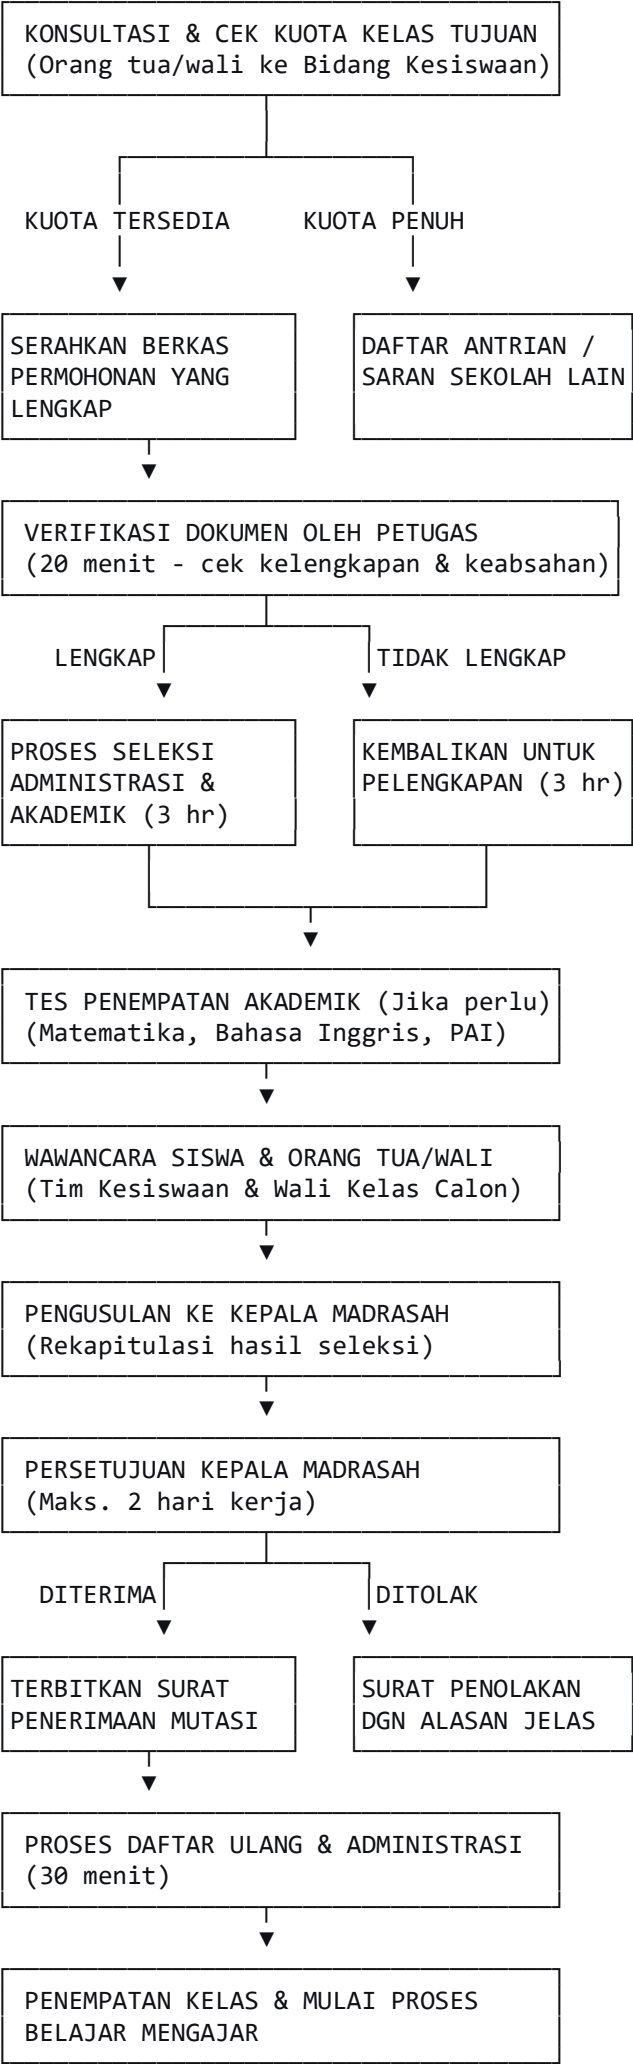 KONSULTASI & CEK KUOTA KELAS TUJUAN
(Orang tua/wali ke Bidang Kesiswaan)
KUOTA TERSEDIA
KUOTA PENUH
SERAHKAN BERKAS
PERMOHONAN YANG
LENGKAP
DAFTAR ANTRIAN /
SARAN SEKOLAH LAIN
VERIFIKASI DOKUMEN OLEH PETUGAS
(20 menit - cek kelengkapan & keabsahan)
LENGKAP
TIDAK LENGKAP
PROSES SELEKSI
ADMINISTRASI &
AKADEMIK (3 hr)
KEMBALIKAN UNTUK
PELENGKAPAN (3 hr)
TES PENEMPATAN AKADEMIK (Jika perlu)
(Matematika, Bahasa Inggris, PAI)
WAWANCARA SISWA & ORANG TUA/WALI
(Tim Kesiswaan & Wali Kelas Calon)
PENGUSULAN KE KEPALA MADRASAH
(Rekapitulasi hasil seleksi)
PERSETUJUAN KEPALA MADRASAH
(Maks. 2 hari kerja)
DITERIMA
DITOLAK
TERBITKAN SURAT
PENERIMAAN MUTASI
SURAT PENOLAKAN
DGN ALASAN JELAS
PROSES DAFTAR ULANG & ADMINISTRASI
(30 menit)
PENEMPATAN KELAS & MULAI PROSES
BELAJAR MENGAJAR